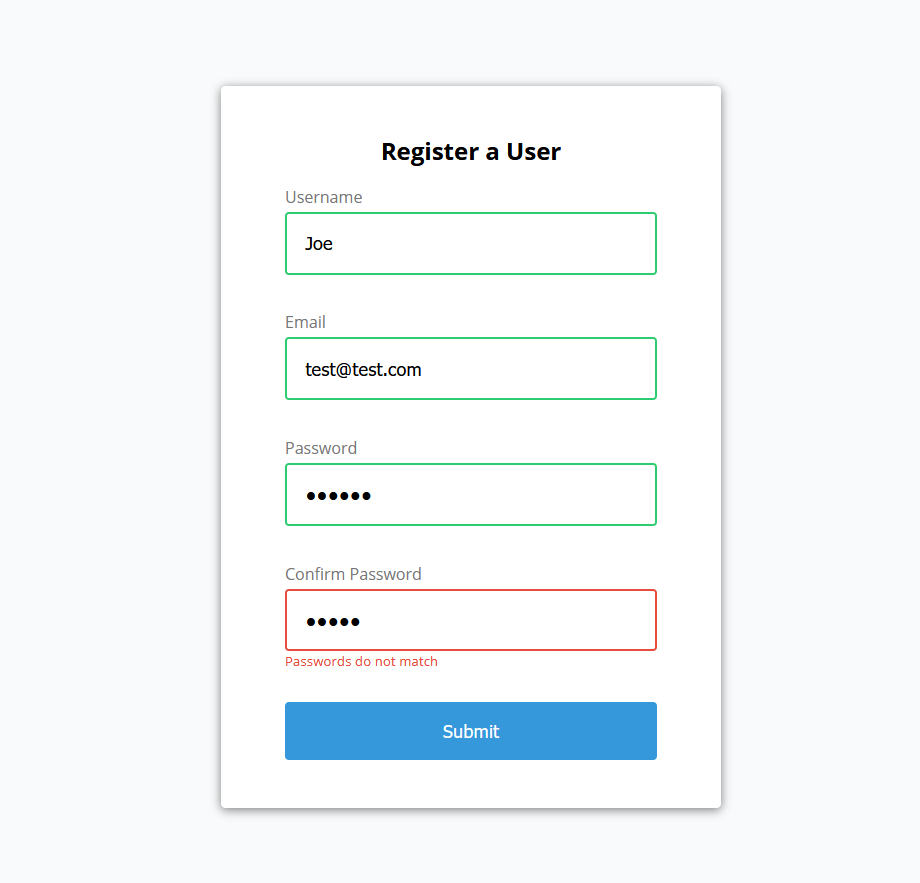 Register a User
Username
Joe
Email
test@test.com
Password
••••••
Confirm Password
•••••
Passwords do not match
Submit